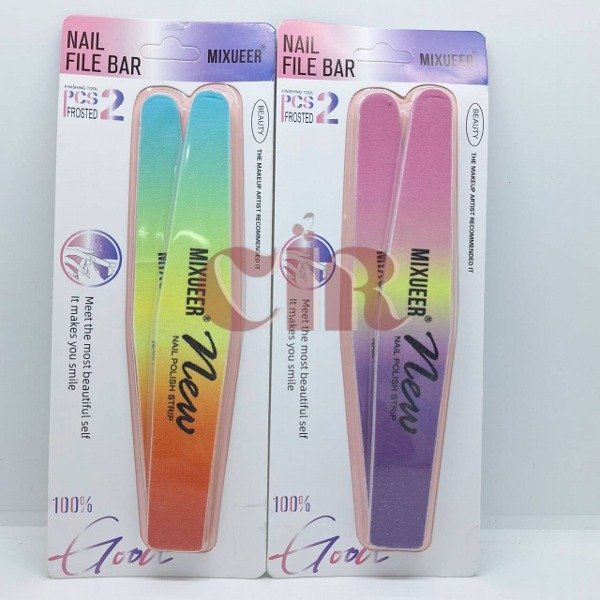 NAIL
FILE BAR
MIXUEER®
FINISHING TOOL
PCS 2
FROSTED
BEAUTY
THE MAKEUP ARTIST RECOMMENDED IT
MIXUEER®
New
NAIL POLISH STRIP
Meet the most beautiful self
It makes you smile
100%
Good
NAIL
FILE BAR
MIXUEER®
FINISHING TOOL
PCS 2
FROSTED
BEAUTY
THE MAKEUP ARTIST RECOMMENDED IT
MIXUEER®
New
NAIL POLISH STRIP
Meet the most beautiful self
It makes you smile
100%
Good
CIR